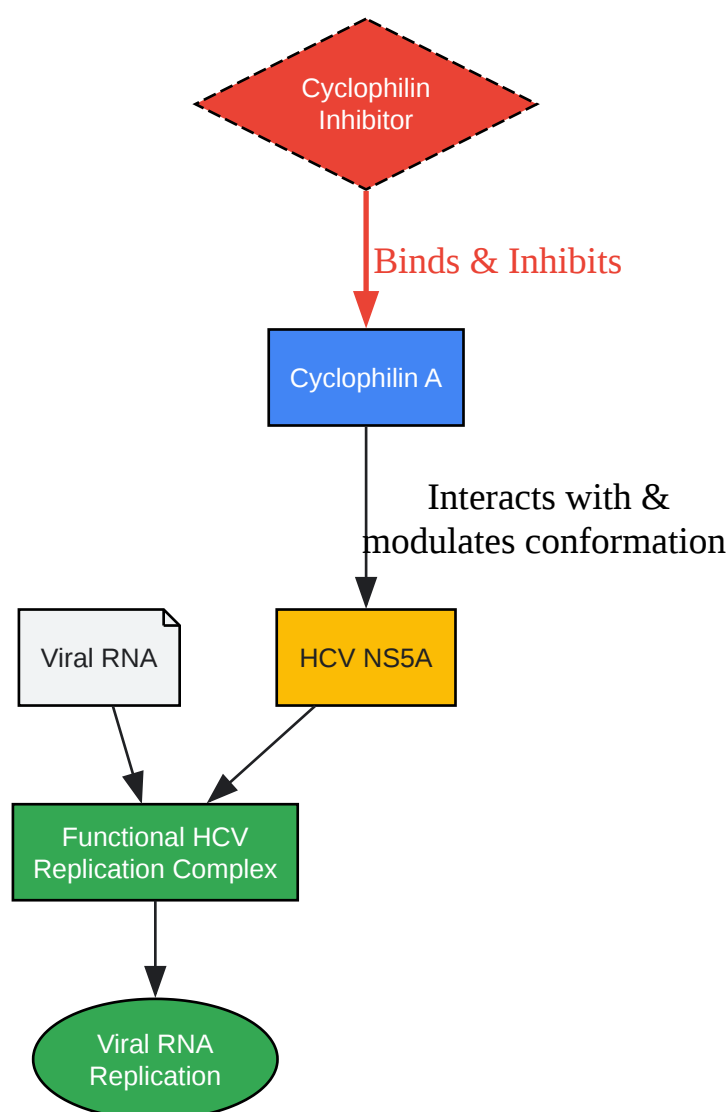 Cyclophilin
Inhibitor
Binds & Inhibits
Cyclophilin A
Interacts with &
modulates conformation
Viral RNA
HCV NS5A
Functional HCV
Replication Complex
Viral RNA
Replication